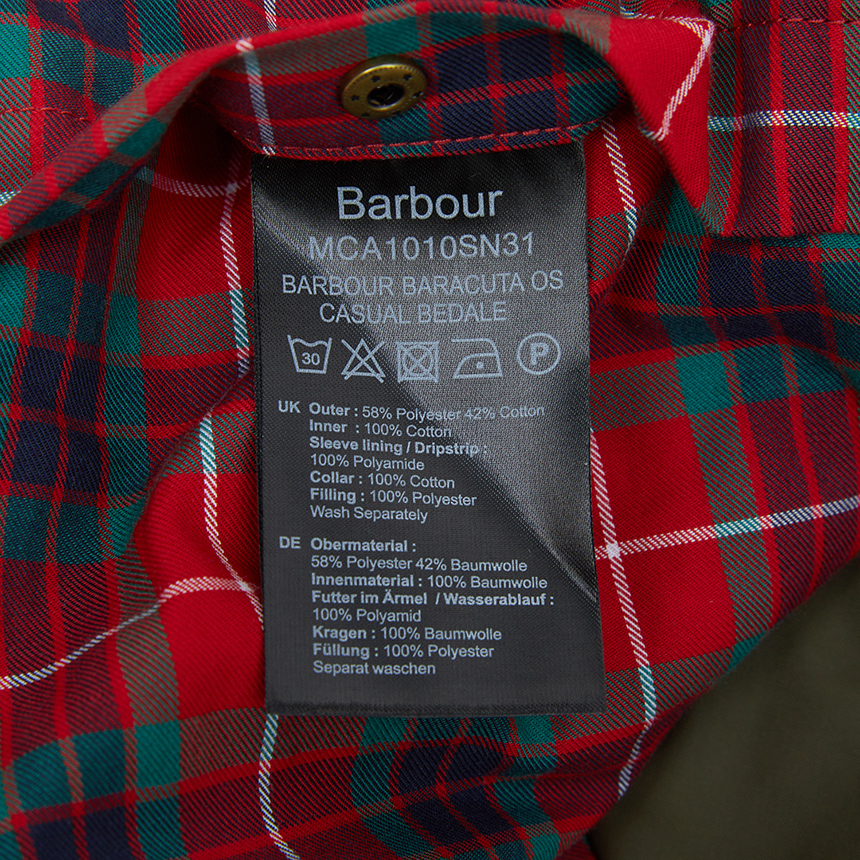 Barbour
MCA1010SN31
BARBOUR BARACUTA OS
CASUAL BEDALE
30 P
UK Outer : 58% Polyester 42% Cotton
Inner : 100% Cotton
Sleeve lining / Dripstrip :
100% Polyamide
Collar : 100% Cotton
Filling : 100% Polyester
Wash Separately
DE Obermaterial :
58% Polyester 42% Baumwolle
Innenmaterial : 100% Baumwolle
Futter im Ärmel / Wasserablauf :
100% Polyamid
Kragen : 100% Baumwolle
Füllung : 100% Polyester
Separat waschen